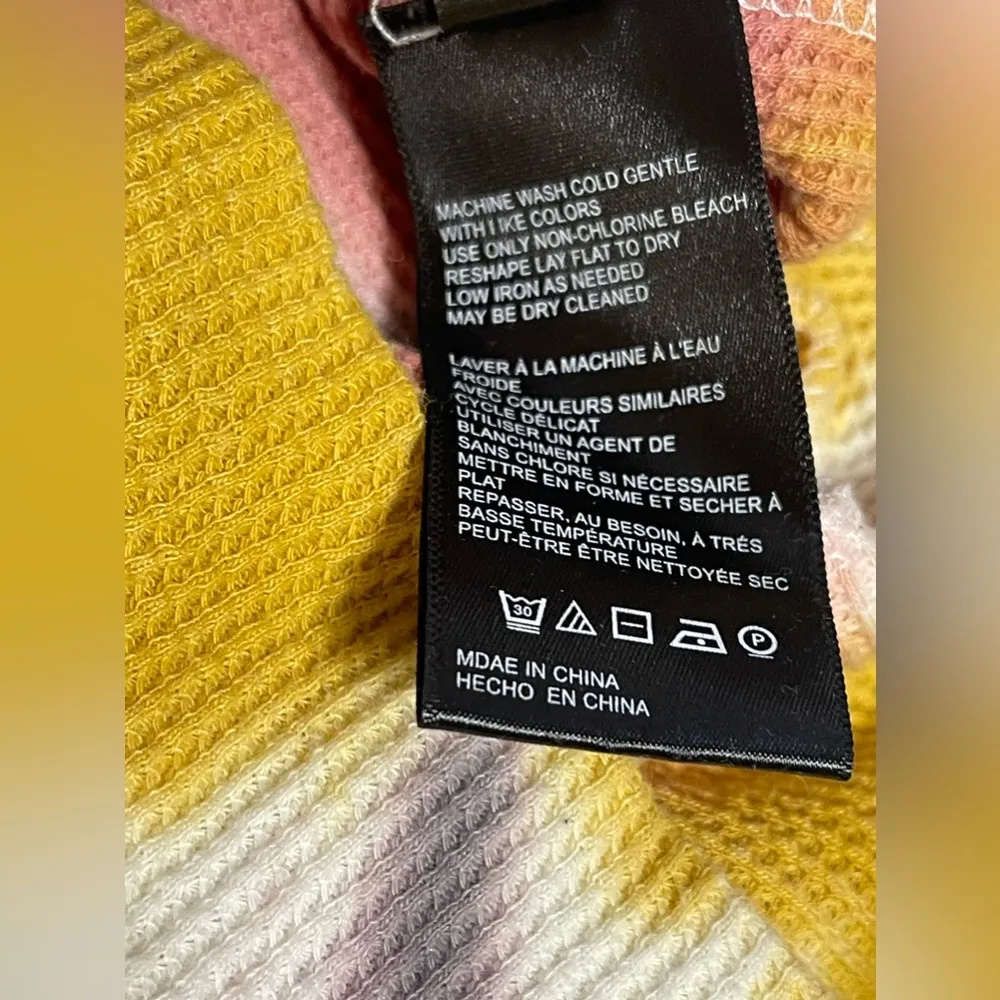 MACHINE WASH COLD GENTLE
WITH LIKE COLORS
USE ONLY NON-CHLORINE BLEACH
RESHAPE LAY FLAT TO DRY
LOW IRON AS NEEDED
MAY BE DRY CLEANED
LAVER À LA MACHINE À L'EAU
FROIDE
AVEC COULEURS SIMILAIRES
CYCLE DÉLICAT
UTILISER UN AGENT DE
BLANCHIMENT
SANS CHLORE SI NÉCESSAIRE
METTRE EN FORME ET SECHER À
PLAT
REPASSER, AU BESOIN, À TRÉS
BASSE TEMPÉRATURE
PEUT-ÊTRE ÊTRE NETTOYÉE SEC
30 P
MDAE IN CHINA
HECHO EN CHINA